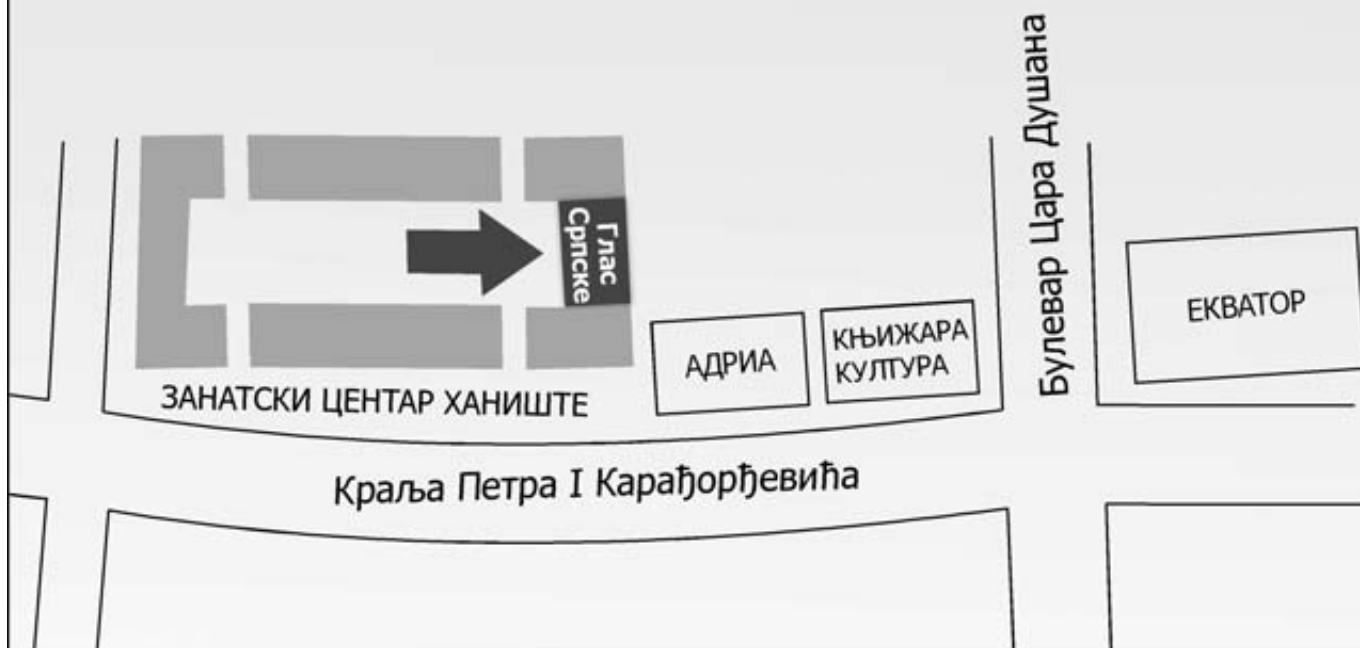 Булевар Цара Душана
Глас
Српске
ЕКВАТОР
КЊИЖАРА
КУЛТУРА
АДРИА
ЗАНАТСКИ ЦЕНТАР ХАНИШТЕ
Краља Петра I Карађорђевића